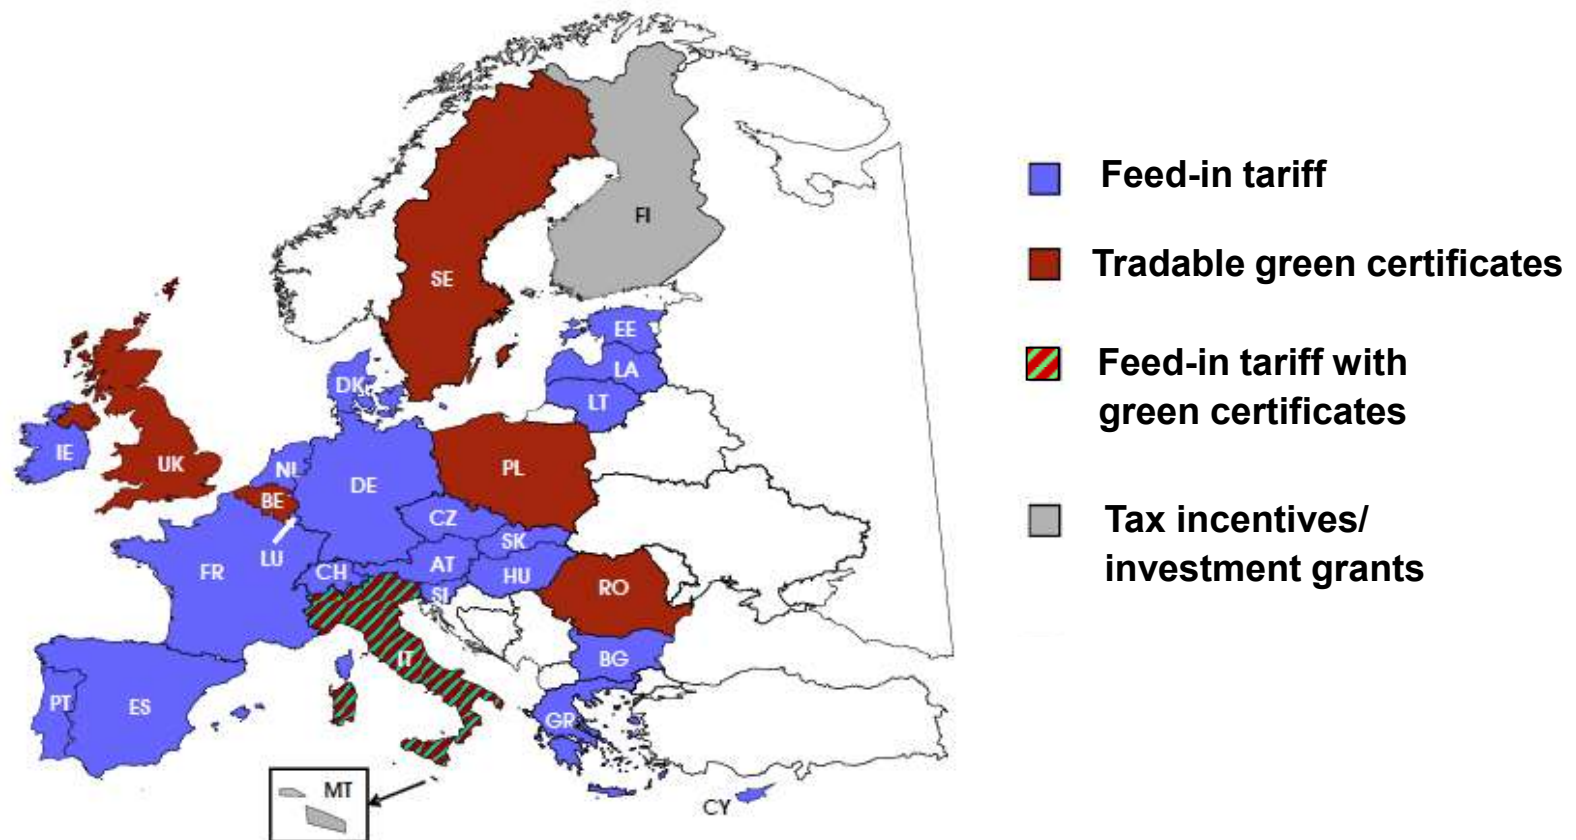 Feed-in tariff
Tradable green certificates
Feed-in tariff with
green certificates
Tax incentives/
investment grants
FI
SE
EE
LA
LT
DK
IE
UK
NL
BE
DE
PL
CZ
LU
SK
FR
CH
AT
HU
SI
RO
IT
BG
PT
ES
GR
MT
CY